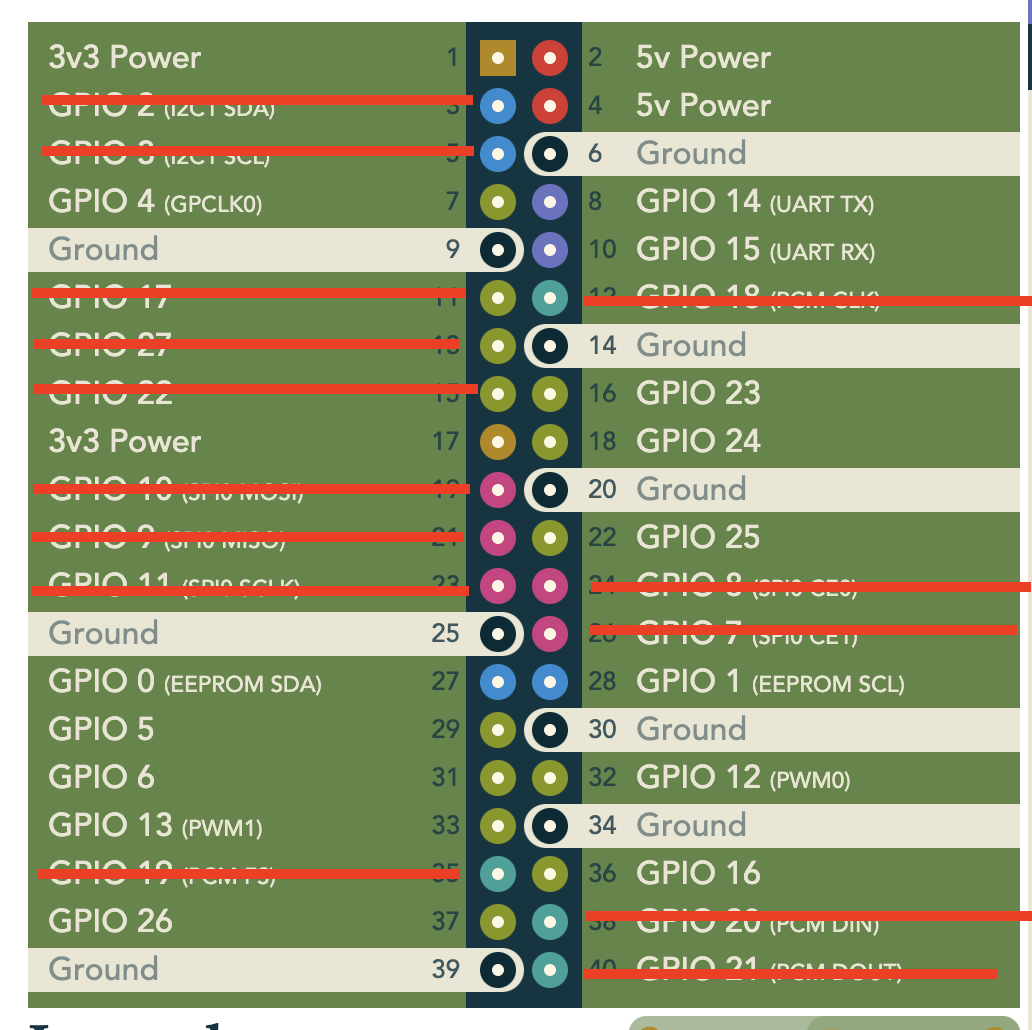 3v3 Power 1 2 5v Power
GPIO 2 (I2C1 SDA) 3 4 5v Power
GPIO 3 (I2C1 SCL) 5 6 Ground
GPIO 4 (GPCLK0) 7 8 GPIO 14 (UART TX)
Ground 9 10 GPIO 15 (UART RX)
GPIO 17 11 12 GPIO 18 (PCM CLK)
GPIO 27 13 14 Ground
GPIO 22 15 16 GPIO 23
3v3 Power 17 18 GPIO 24
GPIO 10 (SPI0 MOSI) 19 20 Ground
GPIO 9 (SPI0 MISO) 21 22 GPIO 25
GPIO 11 (SPI0 SCLK) 23 24 GPIO 8 (SPI0 CE0)
Ground 25 26 GPIO 7 (SPI0 CE1)
GPIO 0 (EEPROM SDA) 27 28 GPIO 1 (EEPROM SCL)
GPIO 5 29 30 Ground
GPIO 6 31 32 GPIO 12 (PWM0)
GPIO 13 (PWM1) 33 34 Ground
GPIO 19 (PCM FS) 35 36 GPIO 16
GPIO 26 37 38 GPIO 20 (PCM DIN)
Ground 39 40 GPIO 21 (PCM DOUT)